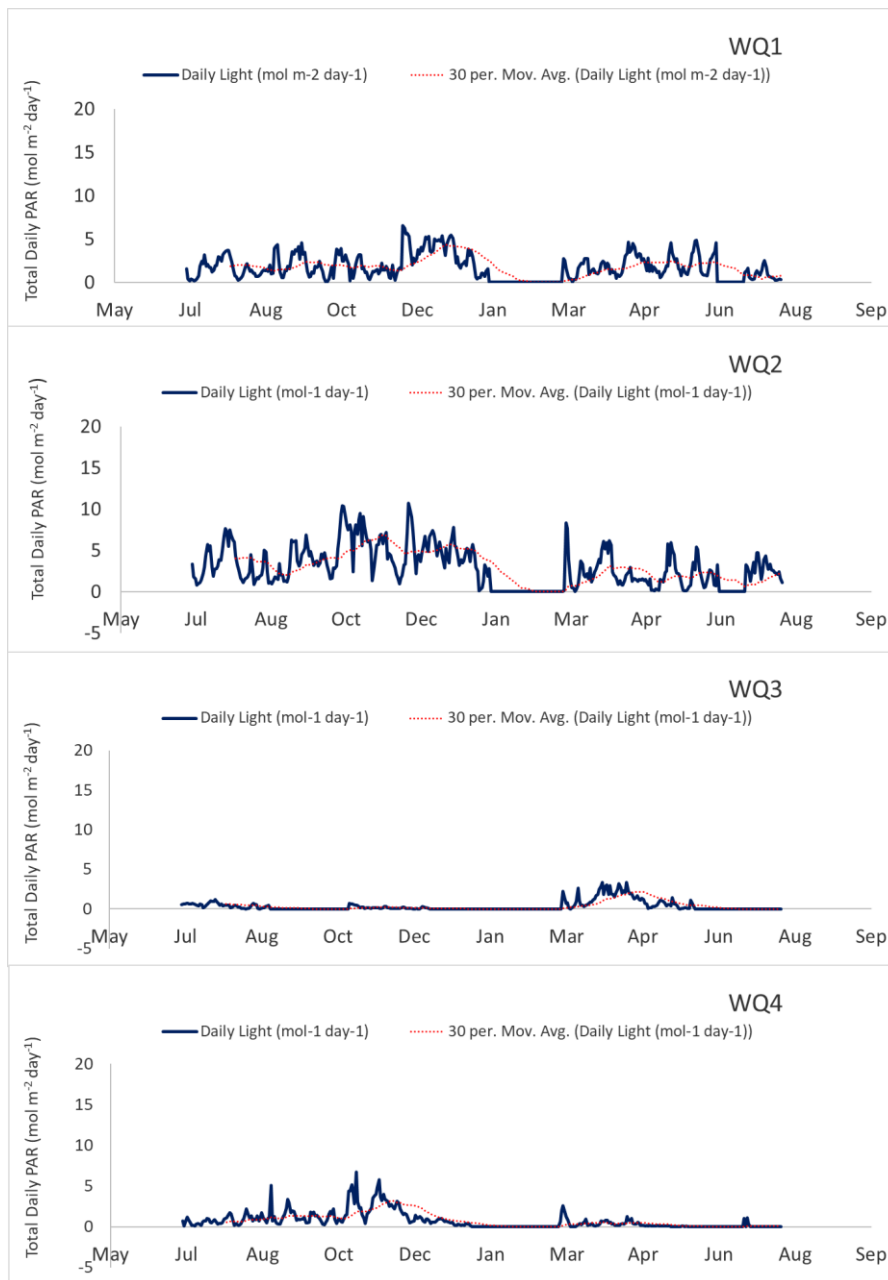 WQ1
Daily Light (mol m-2 day-1) 30 per. Mov. Avg. (Daily Light (mol m-2 day-1))
Total Daily PAR (mol m⁻² day⁻¹)
20
15
10
5
0
May Jul Aug Oct Dec Jan Mar Apr Jun Aug Sep
WQ2
Daily Light (mol-1 day-1) 30 per. Mov. Avg. (Daily Light (mol-1 day-1))
Total Daily PAR (mol m⁻² day⁻¹)
20
15
10
5
0
-5
May Jul Aug Oct Dec Jan Mar Apr Jun Aug Sep
WQ3
Daily Light (mol-1 day-1) 30 per. Mov. Avg. (Daily Light (mol-1 day-1))
Total Daily PAR (mol m⁻² day⁻¹)
20
15
10
5
0
-5
May Jul Aug Oct Dec Jan Mar Apr Jun Aug Sep
WQ4
Daily Light (mol-1 day-1) 30 per. Mov. Avg. (Daily Light (mol-1 day-1))
Total Daily PAR (mol m⁻² day⁻¹)
20
15
10
5
0
-5
May Jul Aug Oct Dec Jan Mar Apr Jun Aug Sep